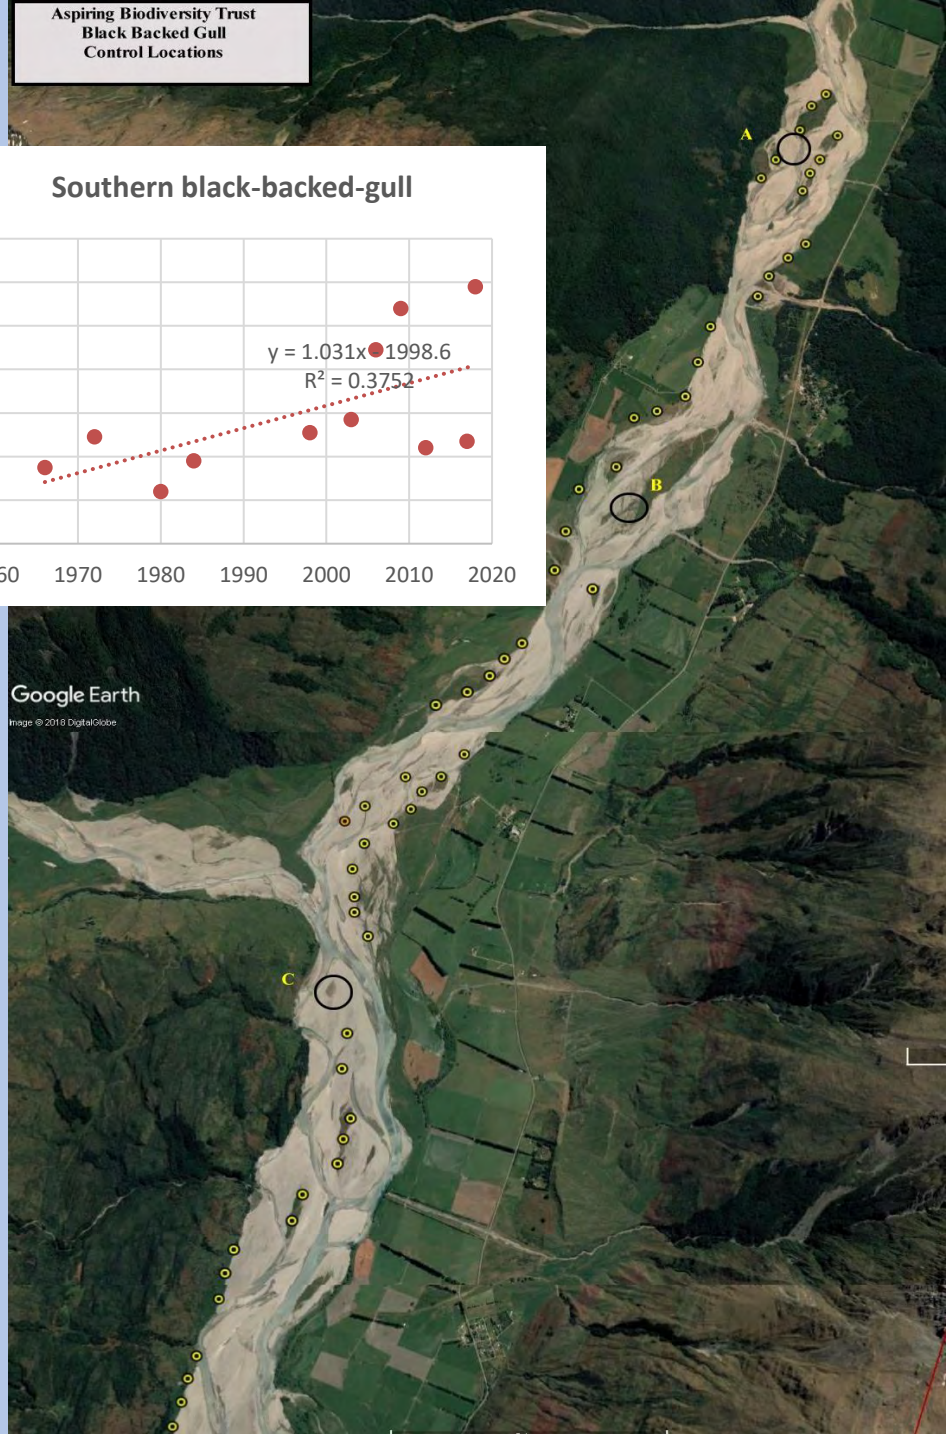 Aspiring Biodiversity Trust
Black Backed Gull
Control Locations
A
Southern black-backed-gull
y = 1.031x - 1998.6
R² = 0.3752
B
60 1970 1980 1990 2000 2010 2020
Google Earth
Image © 2018 DigitalGlobe
C